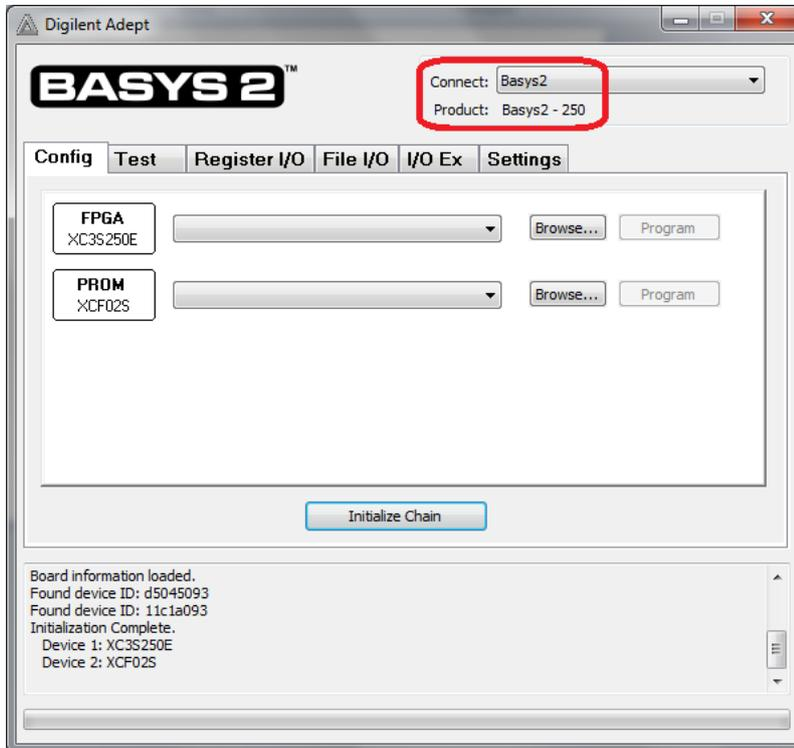 Digilent Adept
BASYS 2™
Connect: Basys2
Product: Basys2 - 250
Config Test Register I/O File I/O I/O Ex Settings
FPGA
XC3S250E
Browse... Program
PROM
XCF02S
Browse... Program
Initialize Chain
Board information loaded.
Found device ID: d5045093
Found device ID: 11c1a093
Initialization Complete.
Device 1: XC3S250E
Device 2: XCF02S